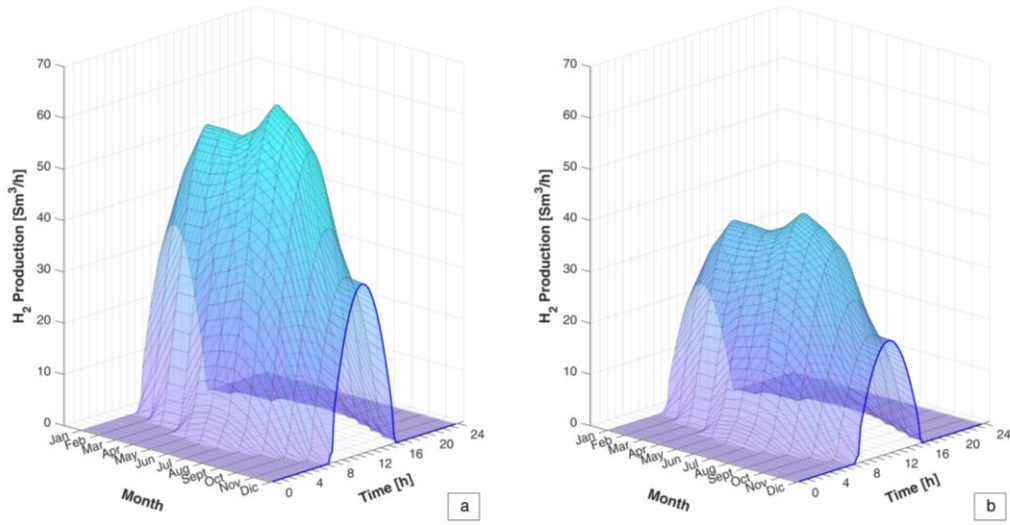 70
60
50
40
30
20
10
0
H2 Production [Sm3/h]
Jan
Feb
Mar
Apr
May
Jun
Jul
Aug
Sept
Oct
Nov
Dic
Month
0
4
8
12
16
20
24
Time [h]
a
70
60
50
40
30
20
10
0
H2 Production [Sm3/h]
Jan
Feb
Mar
Apr
May
Jun
Jul
Aug
Sept
Oct
Nov
Dic
Month
0
4
8
12
16
20
24
Time [h]
b